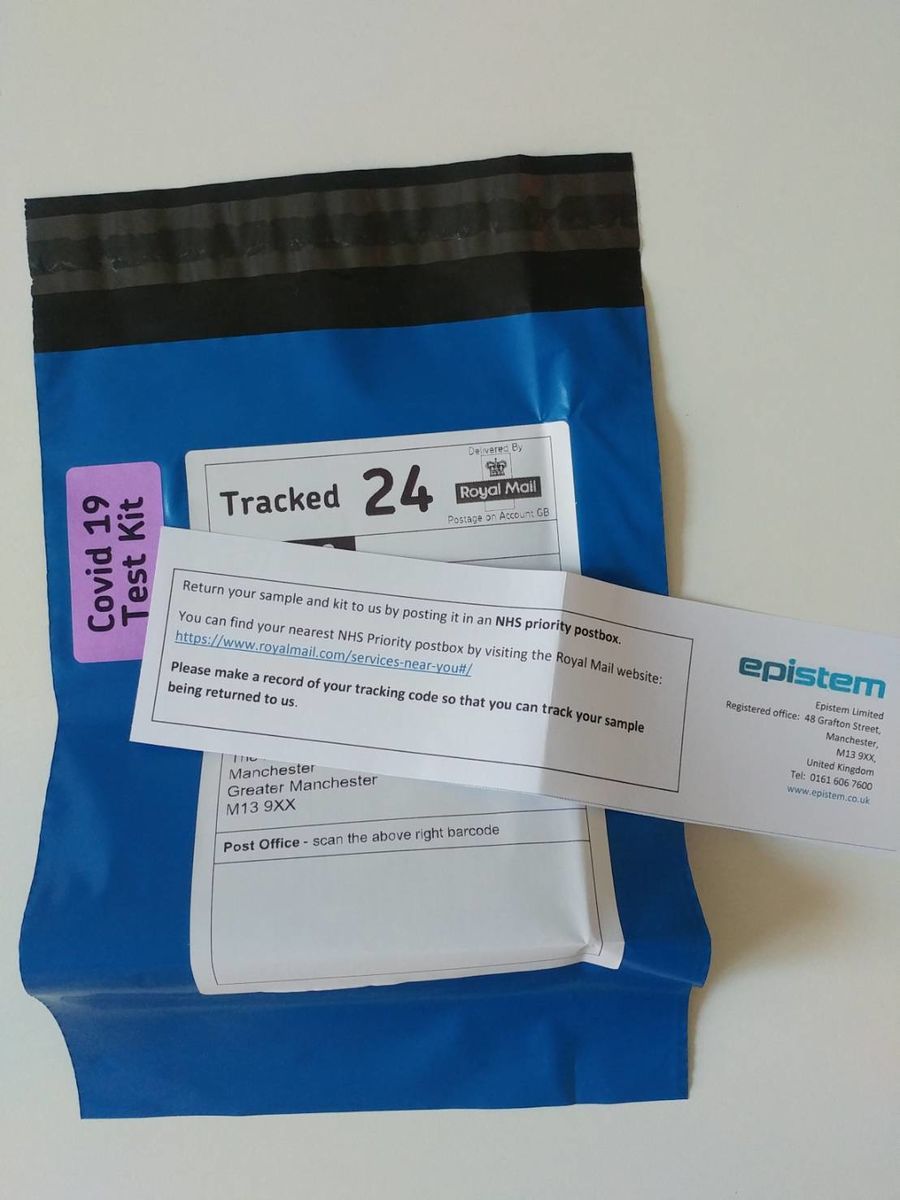 Covid 19
Test Kit
Tracked 24
Delivered By
Royal Mail
Postage on Account GB
Return your sample and kit to us by posting it in an NHS priority postbox.
You can find your nearest NHS Priority postbox by visiting the Royal Mail website:
https://www.royalmail.com/services-near-you#/
Please make a record of your tracking code so that you can track your sample
being returned to us.
epistem
Epistem Limited
Registered office: 48 Grafton Street,
Manchester,
M13 9XX,
United Kingdom
Tel: 0161 606 7600
www.epistem.co.uk
Manchester
Greater Manchester
M13 9XX
Post Office - scan the above right barcode